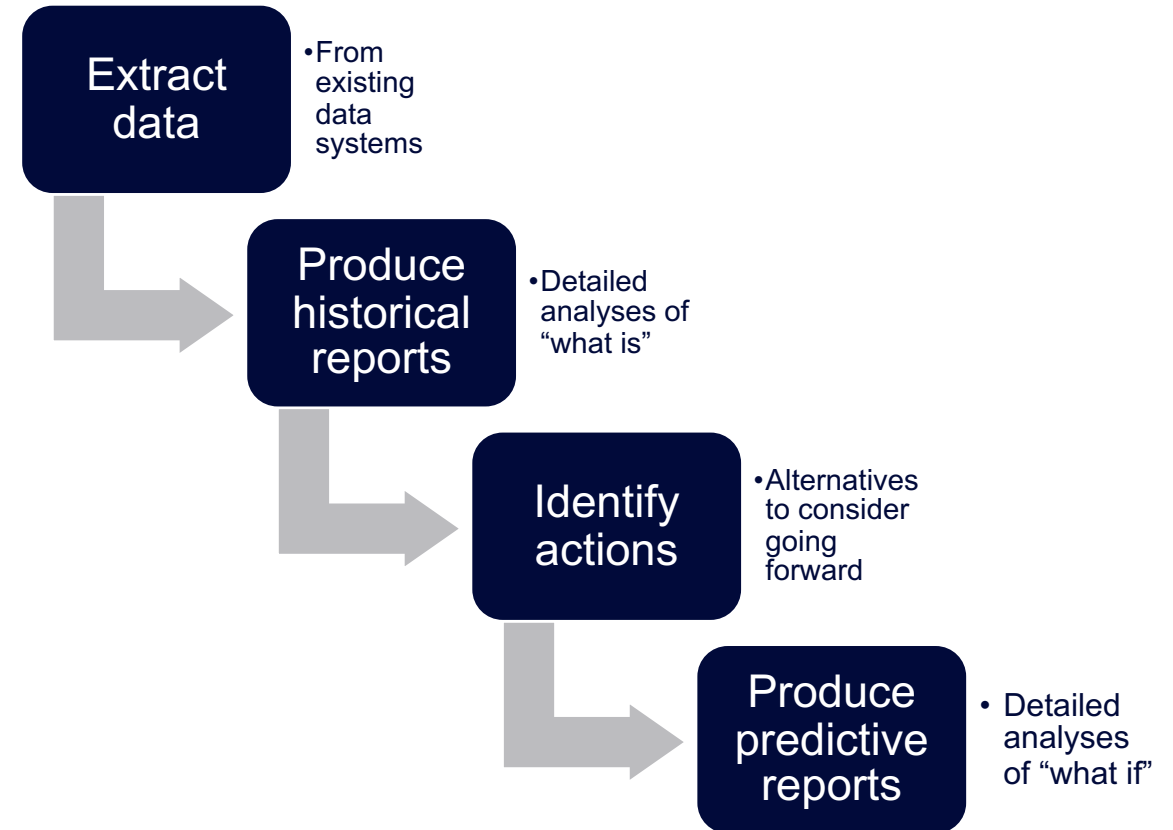 Extract
data
•From
existing
data
systems
Produce
historical
reports
•Detailed
analyses of
“what is”
Identify
actions
•Alternatives
to consider
going
forward
Produce
predictive
reports
• Detailed
analyses
of “what if”